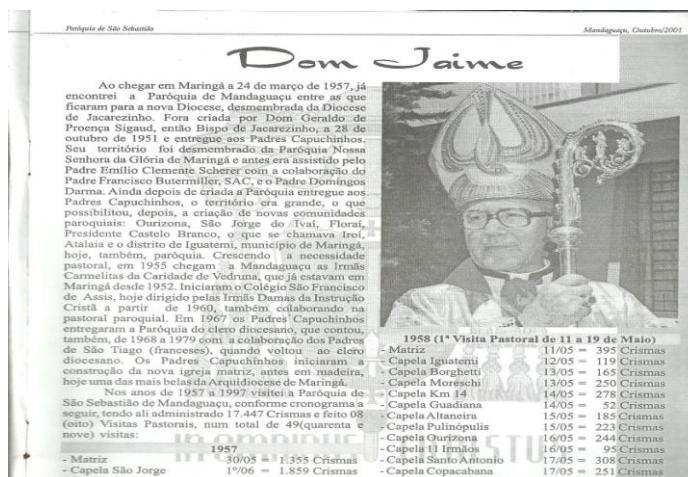 Paróquia de São Sebastião
Mandaguaçu, Outubro/2001
Dom Jaime
Ao chegar em Maringá a 24 de março de 1957, já
encontrei a Paróquia de Mandaguaçu entre as que
ficaram para a nova Diocese, desmembrada da Diocese
de Jacarezinho. Fora criada por Dom Geraldo de
Proença Sigaud, então Bispo de Jacarezinho, a 28 de
outubro de 1951 e entregue aos Padres Capuchinhos.
Seu território foi desmembrado da Paróquia Nossa
Senhora da Glória de Maringá e antes era assistido pelo
Padre Emílio Clemente Scherer com a colaboração do
Padre Francisco Butermiller, SAC, e o Padre Domingos
Darma. Ainda depois de criada a Paróquia entregue aos
Padres Capuchinhos, o território era grande, o que
possibilitou, depois, a criação de novas comunidades
paroquiais: Ourizona, São Jorge do Ivaí, Floraí,
Presidente Castelo Branco, o que se chamava Iroí,
Atalaia e o distrito de Iguatemi, município de Maringá,
hoje, também, paróquia. Crescendo a necessidade
pastoral, em 1955 chegam a Mandaguaçu as Irmãs
Carmelitas da Caridade de Vedruna, que já estavam em
Maringá desde 1952. Iniciaram o Colégio São Francisco
de Assis, hoje dirigido pelas Irmãs Damas da Instrução
Cristã a partir de 1960, também colaborando na
pastoral paroquial. Em 1967 os Padres Capuchinhos
entregaram a Paróquia do clero diocesano, que contou,
também, de 1968 a 1979 com a colaboração dos Padres
de São Tiago (franceses), quando voltou ao clero
diocesano. Os Padres Capuchinhos iniciaram a
construção da nova igreja matriz, antes em madeira,
hoje uma das mais belas da Arquidiocese de Maringá.
Nos anos de 1957 a 1997 visitei a Paróquia de
São Sebastião de Mandaguaçu, conforme cronograma a
seguir, tendo ali administrado 17.447 Crismas e feito 08
(oito) Visitas Pastorais, num total de 49(quarenta e
nove) visitas:
1957
- Matriz 30/05 = 1.355 Crismas
- Capela São Jorge 1º/06 = 1.859 Crismas
1958 (1ª Visita Pastoral de 11 a 19 de Maio)
- Matriz 11/05 = 395 Crismas
- Capela Iguatemi 12/05 = 119 Crismas
- Capela Borghetti 13/05 = 165 Crismas
- Capela Moreschi 13/05 = 250 Crismas
- Capela Km 14 14/05 = 278 Crismas
- Capela Guadiana 14/05 = 52 Crismas
- Capela Altaneira 15/05 = 185 Crismas
- Capela Pulinópulis 15/05 = 223 Crismas
- Capela Ourizona 16/05 = 244 Crismas
- Capela 11 Irmãos 16/05 = 95 Crismas
- Capela Santo Antonio 17/05 = 308 Crismas
- Capela Copacabana 17/05 = 251 Crismas